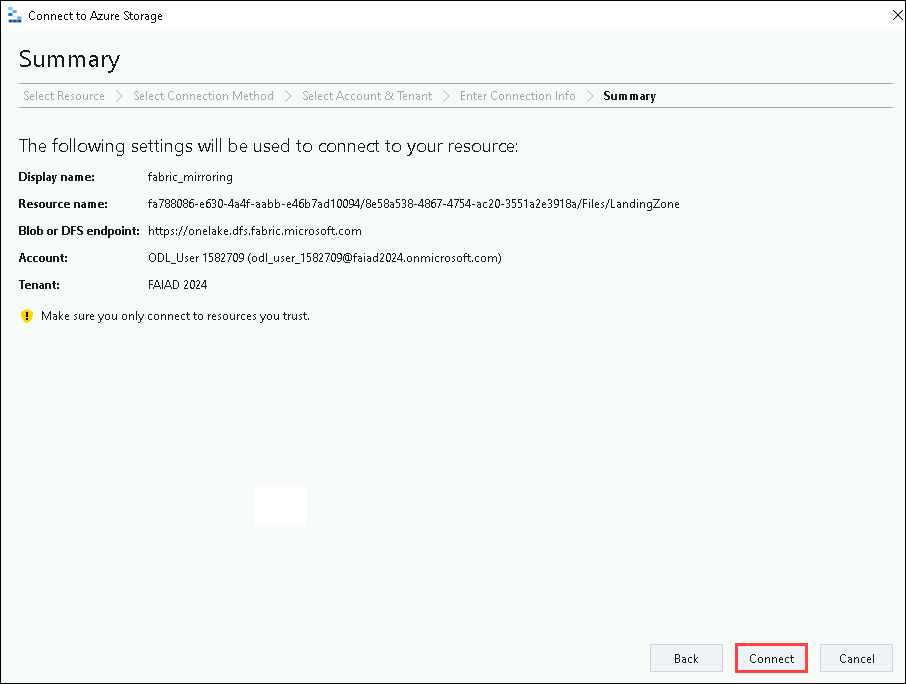 Connect to Azure Storage
Summary
Select Resource > Select Connection Method > Select Account & Tenant > Enter Connection Info > Summary
The following settings will be used to connect to your resource:
Display name: fabric_mirroring
Resource name: fa788086-e630-4a4f-aabb-e46b7ad10094/8e58a538-4867-4754-ac20-3551a2e3918a/Files/LandingZone
Blob or DFS endpoint: https://onelake.dfs.fabric.microsoft.com
Account: ODL_User 1582709 (odl_user_1582709@faiad2024.onmicrosoft.com)
Tenant: FAIAD 2024
Make sure you only connect to resources you trust.
Back Connect Cancel